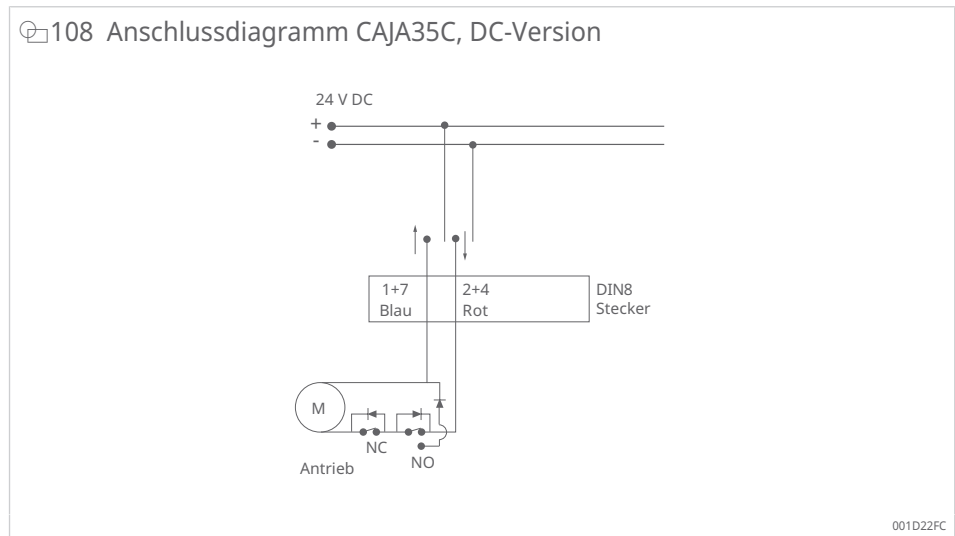 108 Anschlussdiagramm CAJA35C, DC-Version
24 V DC
+
-
1+7
Blau
2+4
Rot
DIN8
Stecker
M
NC
NO
Antrieb
001D22FC